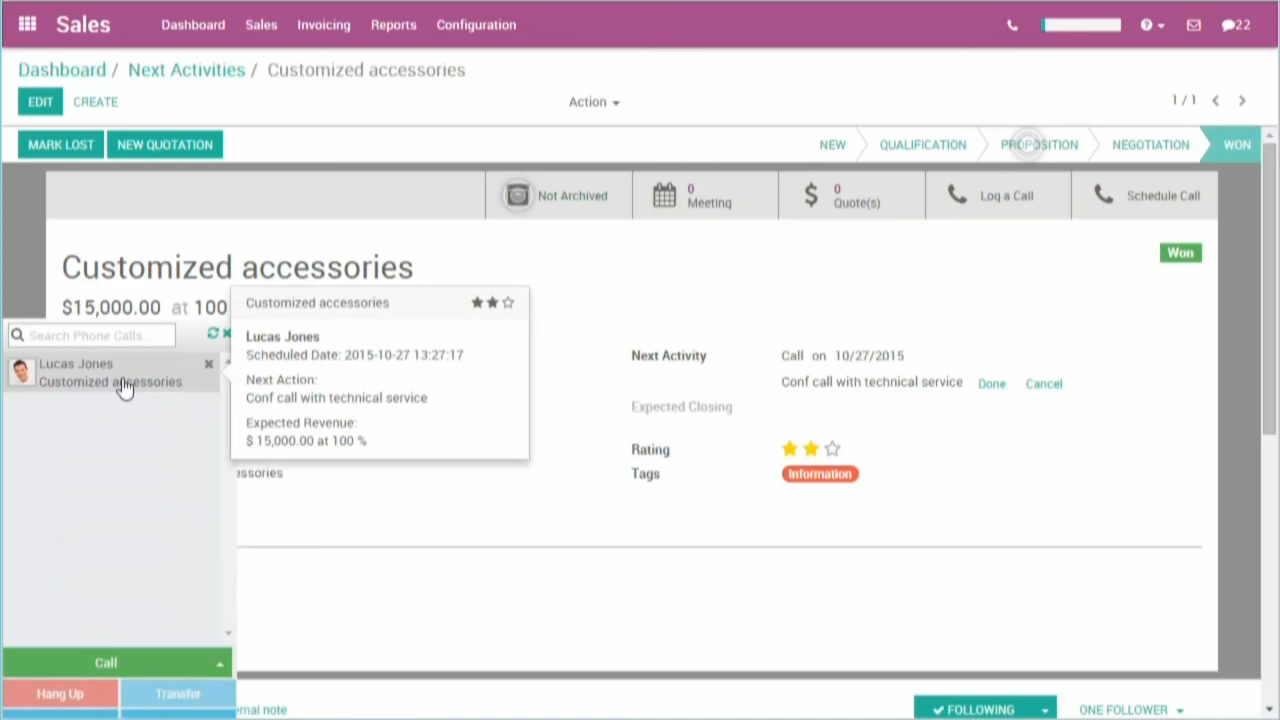 Sales Dashboard Sales Invoicing Reports Configuration 22
Dashboard / Next Activities / Customized accessories
EDIT CREATE Action 1 / 1
MARK LOST NEW QUOTATION NEW QUALIFICATION PROPOSITION NEGOTIATION WON
Not Archived 0 Meeting 0 Quote(s) Log a Call Schedule Call
Won
Customized accessories
$15,000.00 at 100
Customized accessories
Lucas Jones
Scheduled Date: 2015-10-27 13:27:17
Next Action:
Conf call with technical service
Expected Revenue:
$ 15,000.00 at 100 %
Search Phone Calls...
Lucas Jones
Customized accessories
Next Activity Call on 10/27/2015
Conf call with technical service Done Cancel
Expected Closing
Rating
Tags Information
essories
Call
Hang Up Transfer
rnal note FOLLOWING ONE FOLLOWER